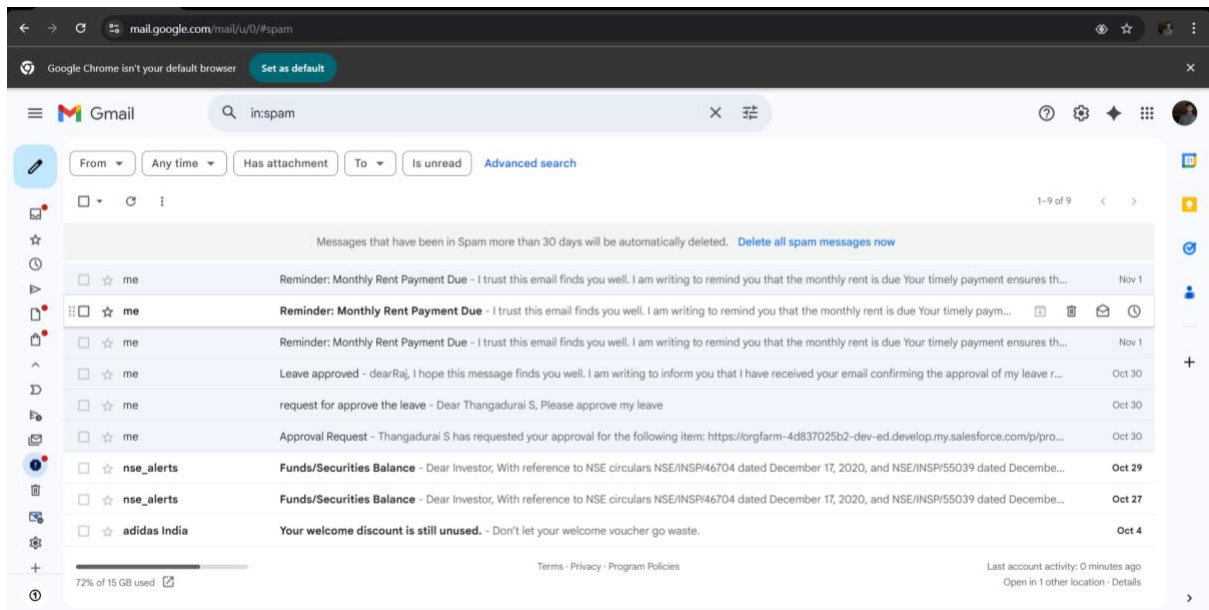 mail.google.com/mail/u/0/#spam
Google Chrome isn't your default browser Set as default
Gmail in:spam
From Any time Has attachment To Is unread Advanced search
1–9 of 9
Messages that have been in Spam more than 30 days will be automatically deleted. Delete all spam messages now
me Reminder: Monthly Rent Payment Due - I trust this email finds you well. I am writing to remind you that the monthly rent is due Your timely payment ensures th... Nov 1
me Reminder: Monthly Rent Payment Due - I trust this email finds you well. I am writing to remind you that the monthly rent is due Your timely paym...
me Reminder: Monthly Rent Payment Due - I trust this email finds you well. I am writing to remind you that the monthly rent is due Your timely payment ensures th... Nov 1
me Leave approved - dearRaj, I hope this message finds you well. I am writing to inform you that I have received your email confirming the approval of my leave r... Oct 30
me request for approve the leave - Dear Thangadurai S, Please approve my leave Oct 30
me Approval Request - Thangadurai S has requested your approval for the following item: https://orgfarm-4d837025b2-dev-ed.develop.my.salesforce.com/p/pro... Oct 30
nse_alerts Funds/Securities Balance - Dear Investor, With reference to NSE circulars NSE/INSP/46704 dated December 17, 2020, and NSE/INSP/55039 dated Decembe... Oct 29
nse_alerts Funds/Securities Balance - Dear Investor, With reference to NSE circulars NSE/INSP/46704 dated December 17, 2020, and NSE/INSP/55039 dated Decembe... Oct 27
adidas India Your welcome discount is still unused. - Don't let your welcome voucher go waste. Oct 4
Terms · Privacy · Program Policies Last account activity: 0 minutes ago
72% of 15 GB used Open in 1 other location · Details